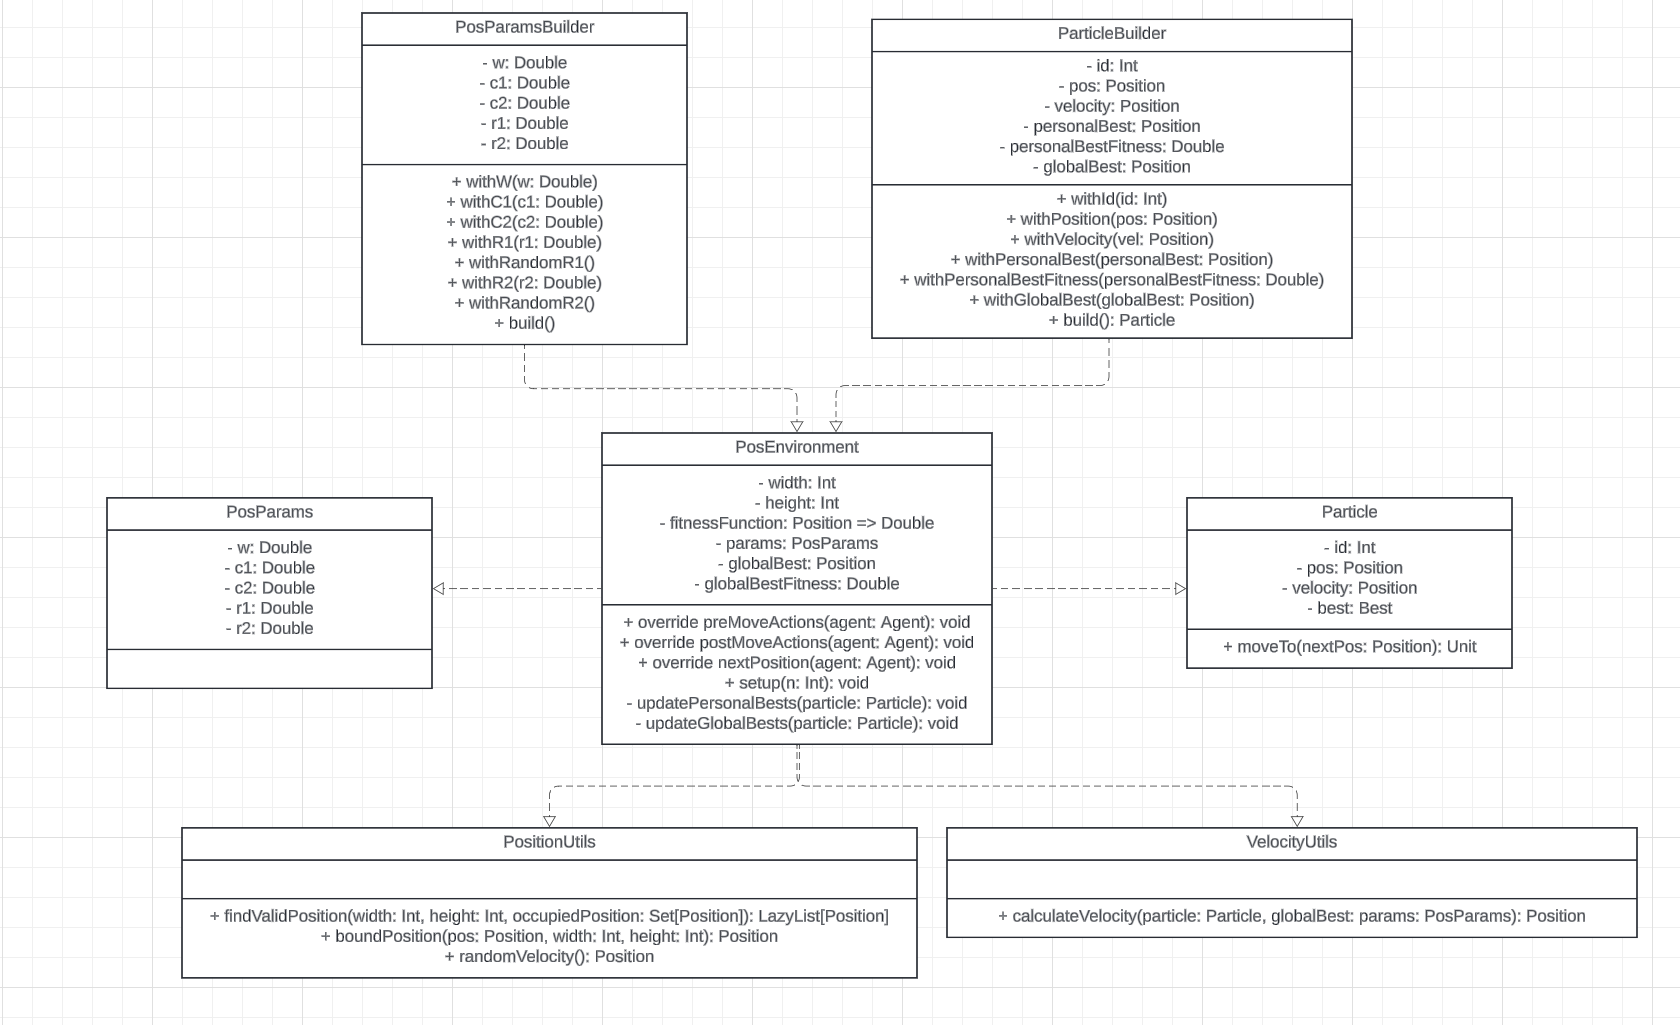 PosParamsBuilder
- w: Double
- c1: Double
- c2: Double
- r1: Double
- r2: Double
+ withW(w: Double)
+ withC1(c1: Double)
+ withC2(c2: Double)
+ withR1(r1: Double)
+ withRandomR1()
+ withR2(r2: Double)
+ withRandomR2()
+ build()
ParticleBuilder
- id: Int
- pos: Position
- velocity: Position
- personalBest: Position
- personalBestFitness: Double
- globalBest: Position
+ withId(id: Int)
+ withPosition(pos: Position)
+ withVelocity(vel: Position)
+ withPersonalBest(personalBest: Position)
+ withPersonalBestFitness(personalBestFitness: Double)
+ withGlobalBest(globalBest: Position)
+ build(): Particle
PosParams
- w: Double
- c1: Double
- c2: Double
- r1: Double
- r2: Double
PosEnvironment
- width: Int
- height: Int
- fitnessFunction: Position => Double
- params: PosParams
- globalBest: Position
- globalBestFitness: Double
+ override preMoveActions(agent: Agent): void
+ override postMoveActions(agent: Agent): void
+ override nextPosition(agent: Agent): void
+ setup(n: Int): void
- updatePersonalBests(particle: Particle): void
- updateGlobalBests(particle: Particle): void
Particle
- id: Int
- pos: Position
- velocity: Position
- best: Best
+ moveTo(nextPos: Position): Unit
PositionUtils
+ findValidPosition(width: Int, height: Int, occupiedPosition: Set[Position]): LazyList[Position]
+ boundPosition(pos: Position, width: Int, height: Int): Position
+ randomVelocity(): Position
VelocityUtils
+ calculateVelocity(particle: Particle, globalBest: params: PosParams): Position